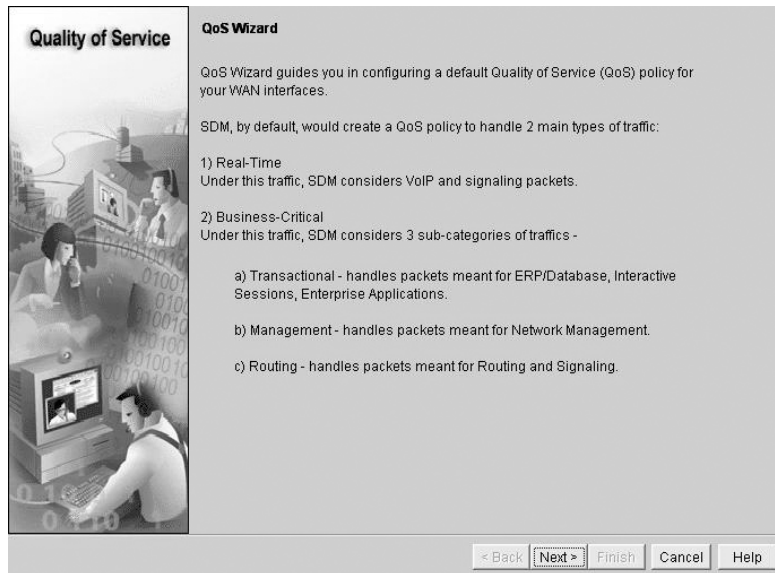 Quality of Service
QoS Wizard
QoS Wizard guides you in configuring a default Quality of Service (QoS) policy for
your WAN interfaces.
SDM, by default, would create a QoS policy to handle 2 main types of traffic:
1) Real-Time
Under this traffic, SDM considers VoIP and signaling packets.
2) Business-Critical
Under this traffic, SDM considers 3 sub-categories of traffics -
a) Transactional - handles packets meant for ERP/Database, Interactive
Sessions, Enterprise Applications.
b) Management - handles packets meant for Network Management.
c) Routing - handles packets meant for Routing and Signaling.
< Back Next > Finish Cancel Help